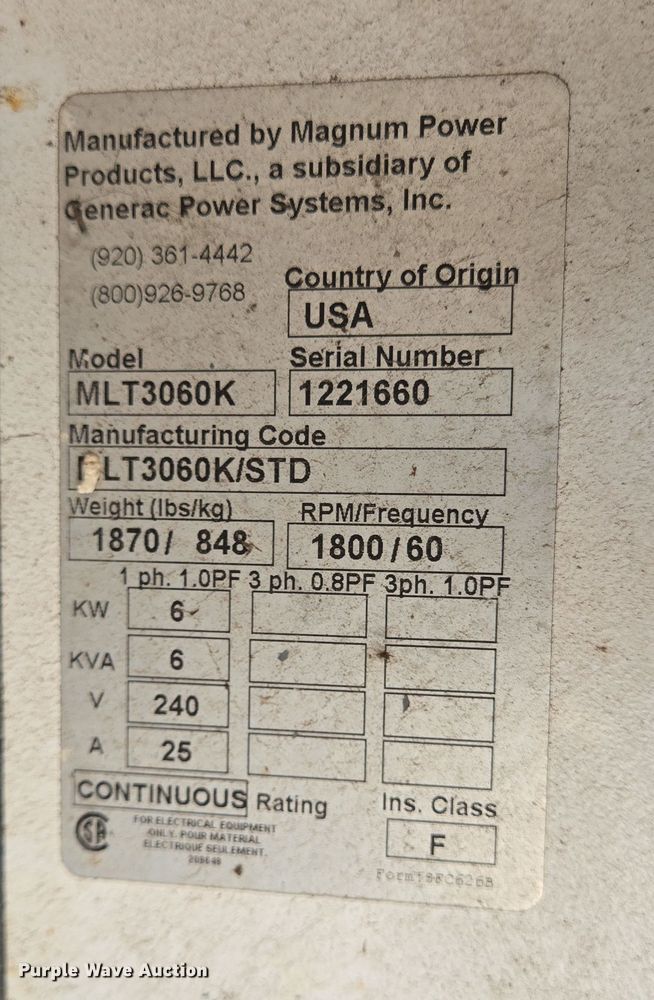 Manufactured by Magnum Power
Products, LLC., a subsidiary of
Generac Power Systems, Inc.
(920) 361-4442
(800)926-9768
Country of Origin
USA
Model
Serial Number
MLT3060K
1221660
Manufacturing Code
MLT3060K/STD
Weight (lbs/kg)
RPM/Frequency
1870/ 848
1800/60
1 ph. 1.0PF 3 ph. 0.8PF 3ph. 1.0PF
KW 6
KVA 6
V 240
A 25
CONTINUOUS Rating
Ins. Class
F
FOR ELECTRICAL EQUIPMENT
ONLY. POUR MATERIAL
ELECTRIQUE SEULEMENT.
Purple Wave Auction